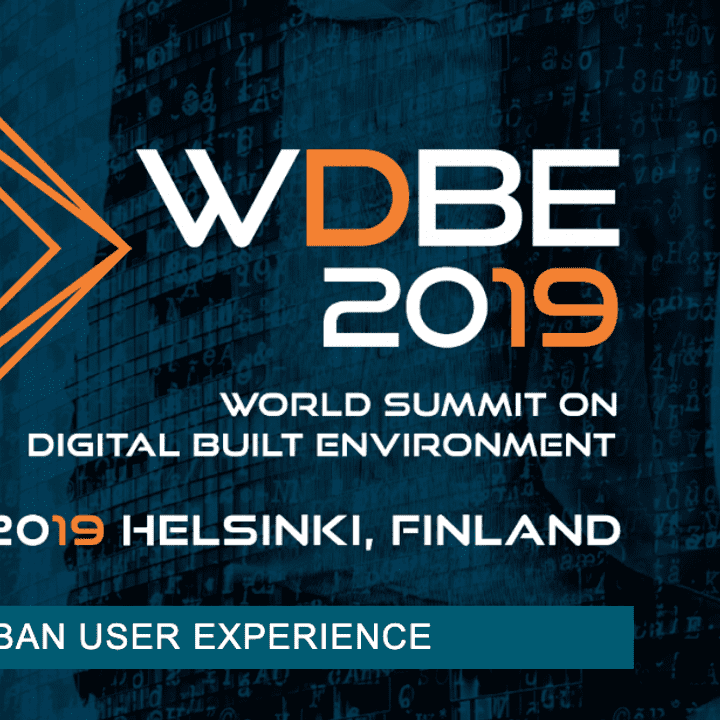 WDBE
2019
WORLD SUMMIT ON
DIGITAL BUILT ENVIRONMENT
2019 HELSINKI, FINLAND
BAN USER EXPERIENCE